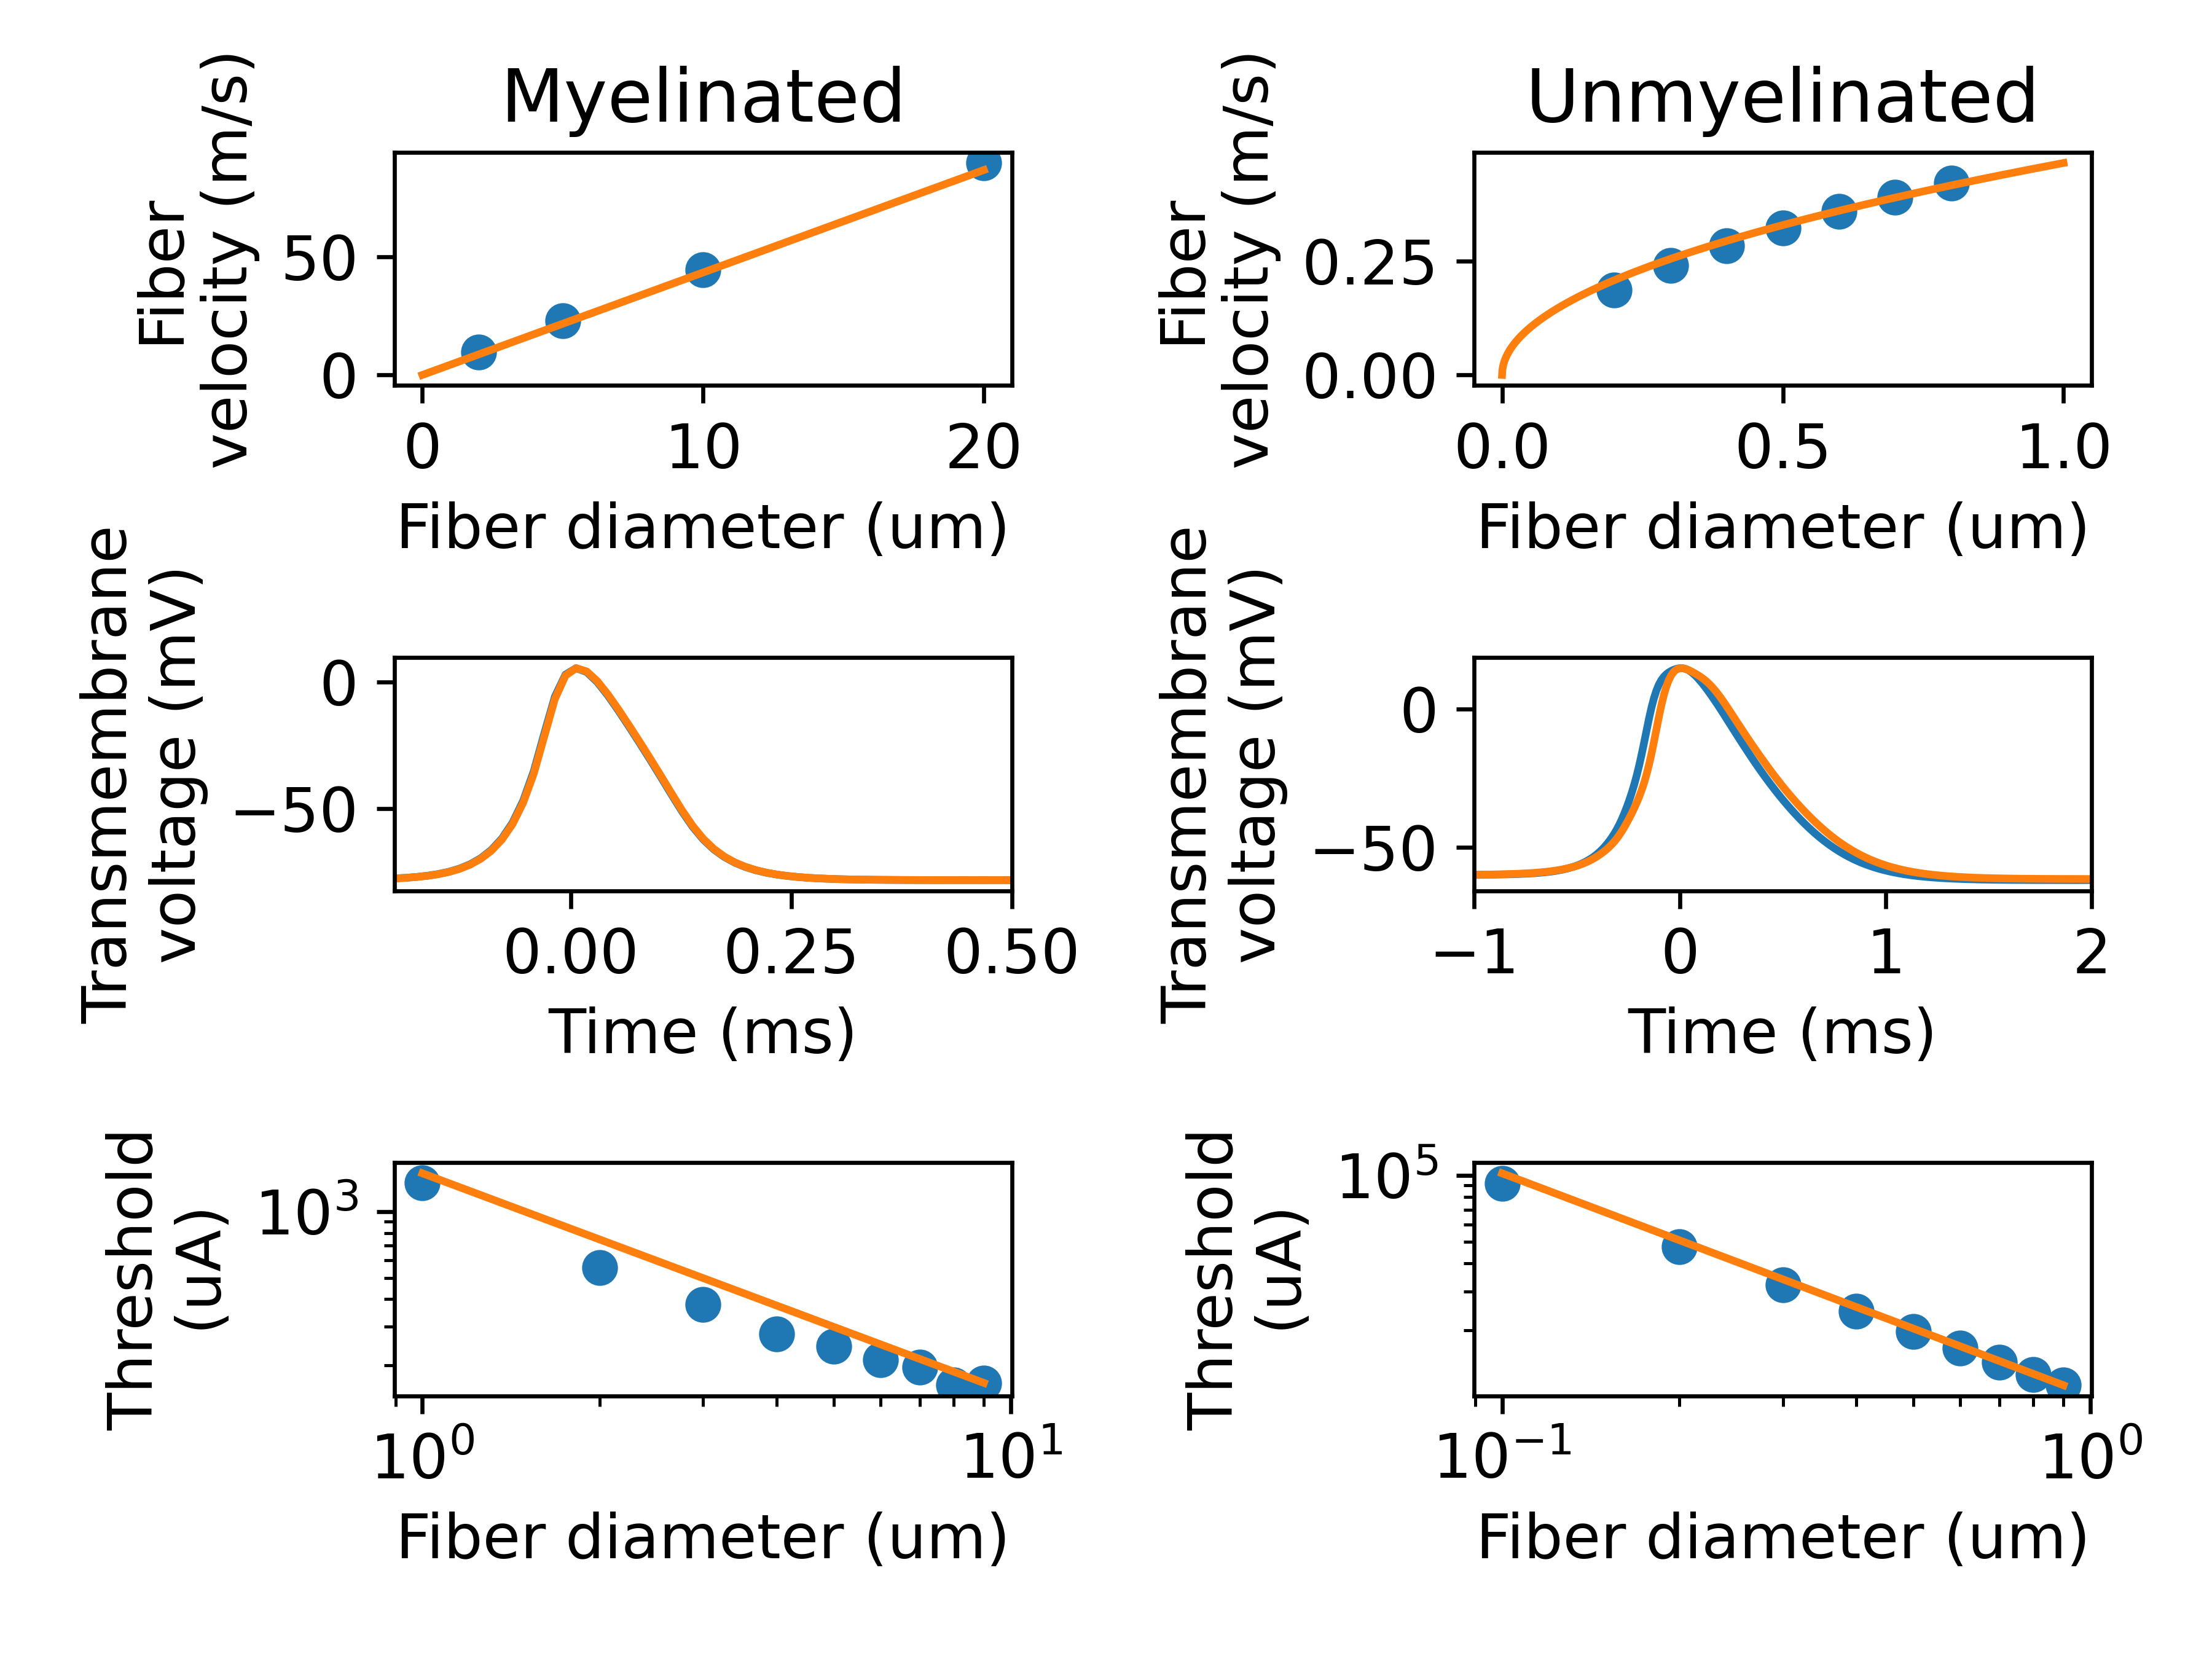 Myelinated
Fiber
velocity (m/s)
50
0
0 10 20
Fiber diameter (um)
Unmyelinated
Fiber
velocity (m/s)
0.25
0.00
0.0 0.5 1.0
Fiber diameter (um)
Transmembrane
voltage (mV)
0
−50
0.00 0.25 0.50
Time (ms)
Transmembrane
voltage (mV)
0
−50
−1 0 1 2
Time (ms)
Threshold
(uA)
10³
10⁰ 10¹
Fiber diameter (um)
Threshold
(uA)
10⁵
10⁻¹ 10⁰
Fiber diameter (um)